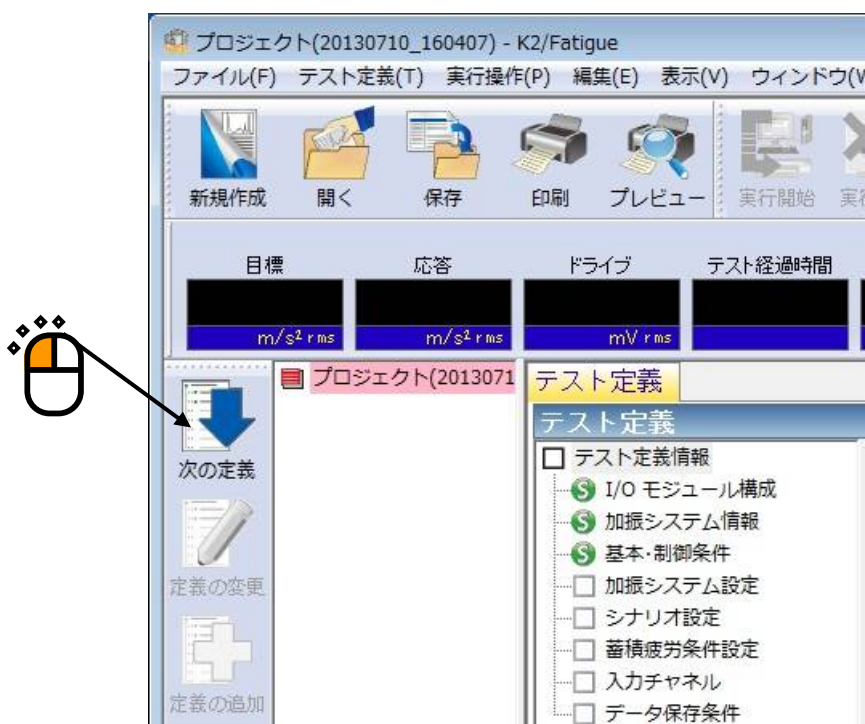 プロジェクト(20130710_160407) - K2/Fatigue
ファイル(F) テスト定義(T) 実行操作(P) 編集(E) 表示(V) ウィンドウ(W
新規作成 開く 保存 印刷 プレビュー 実行開始 実行
目標 応答 ドライブ テスト経過時間
m/s² rms m/s² rms mV rms
プロジェクト(2013071 テスト定義
テスト定義
次の定義
定義の変更
定義の追加
テスト定義情報
S I/O モジュール構成
S 加振システム情報
S 基本・制御条件
加振システム設定
シナリオ設定
蓄積疲労条件設定
入力チャネル
データ保存条件